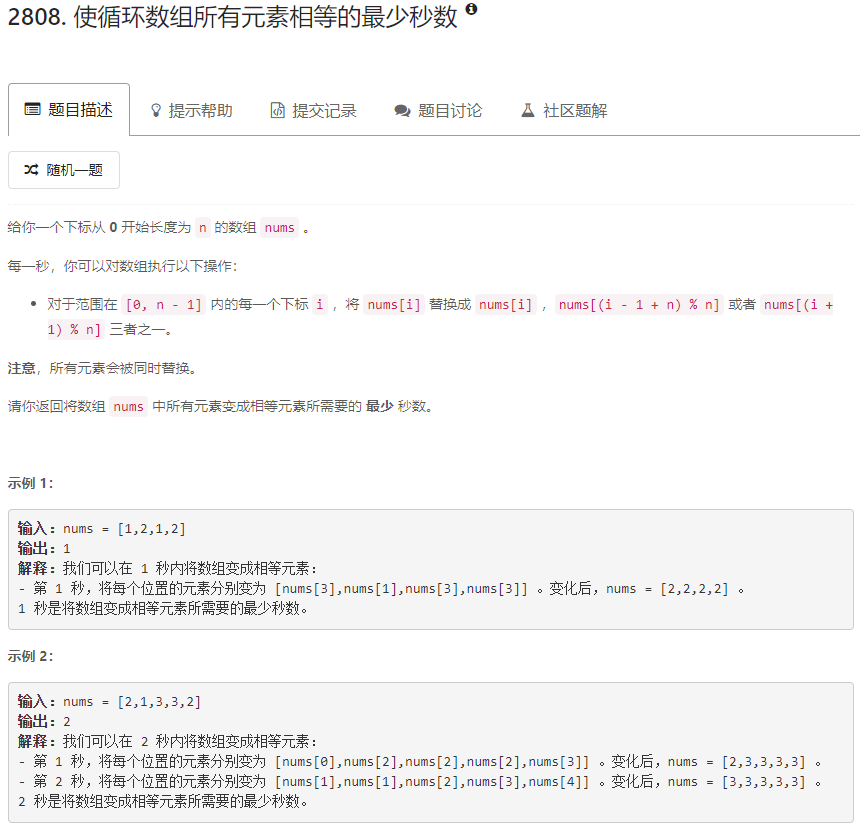 2808. 使循环数组所有元素相等的最少秒数
题目描述 提示帮助 提交记录 题目讨论 社区题解
随机一题
给你一个下标从 0 开始长度为 n 的数组 nums 。
每一秒，你可以对数组执行以下操作：
对于范围在 [0, n - 1] 内的每一个下标 i ，将 nums[i] 替换成 nums[i] ，nums[(i - 1 + n) % n] 或者 nums[(i +
1) % n] 三者之一。
注意，所有元素会被同时替换。
请你返回将数组 nums 中所有元素变成相等元素所需要的 最少 秒数。
示例 1：
输入：nums = [1,2,1,2]
输出：1
解释：我们可以在 1 秒内将数组变成相等元素：
- 第 1 秒，将每个位置的元素分别变为 [nums[3],nums[1],nums[3],nums[3]] 。变化后，nums = [2,2,2,2] 。
1 秒是将数组变成相等元素所需要的最少秒数。
示例 2：
输入：nums = [2,1,3,3,2]
输出：2
解释：我们可以在 2 秒内将数组变成相等元素：
- 第 1 秒，将每个位置的元素分别变为 [nums[0],nums[2],nums[2],nums[2],nums[3]] 。变化后，nums = [2,3,3,3,3] 。
- 第 2 秒，将每个位置的元素分别变为 [nums[1],nums[1],nums[2],nums[3],nums[4]] 。变化后，nums = [3,3,3,3,3] 。
2 秒是将数组变成相等元素所需要的最少秒数。